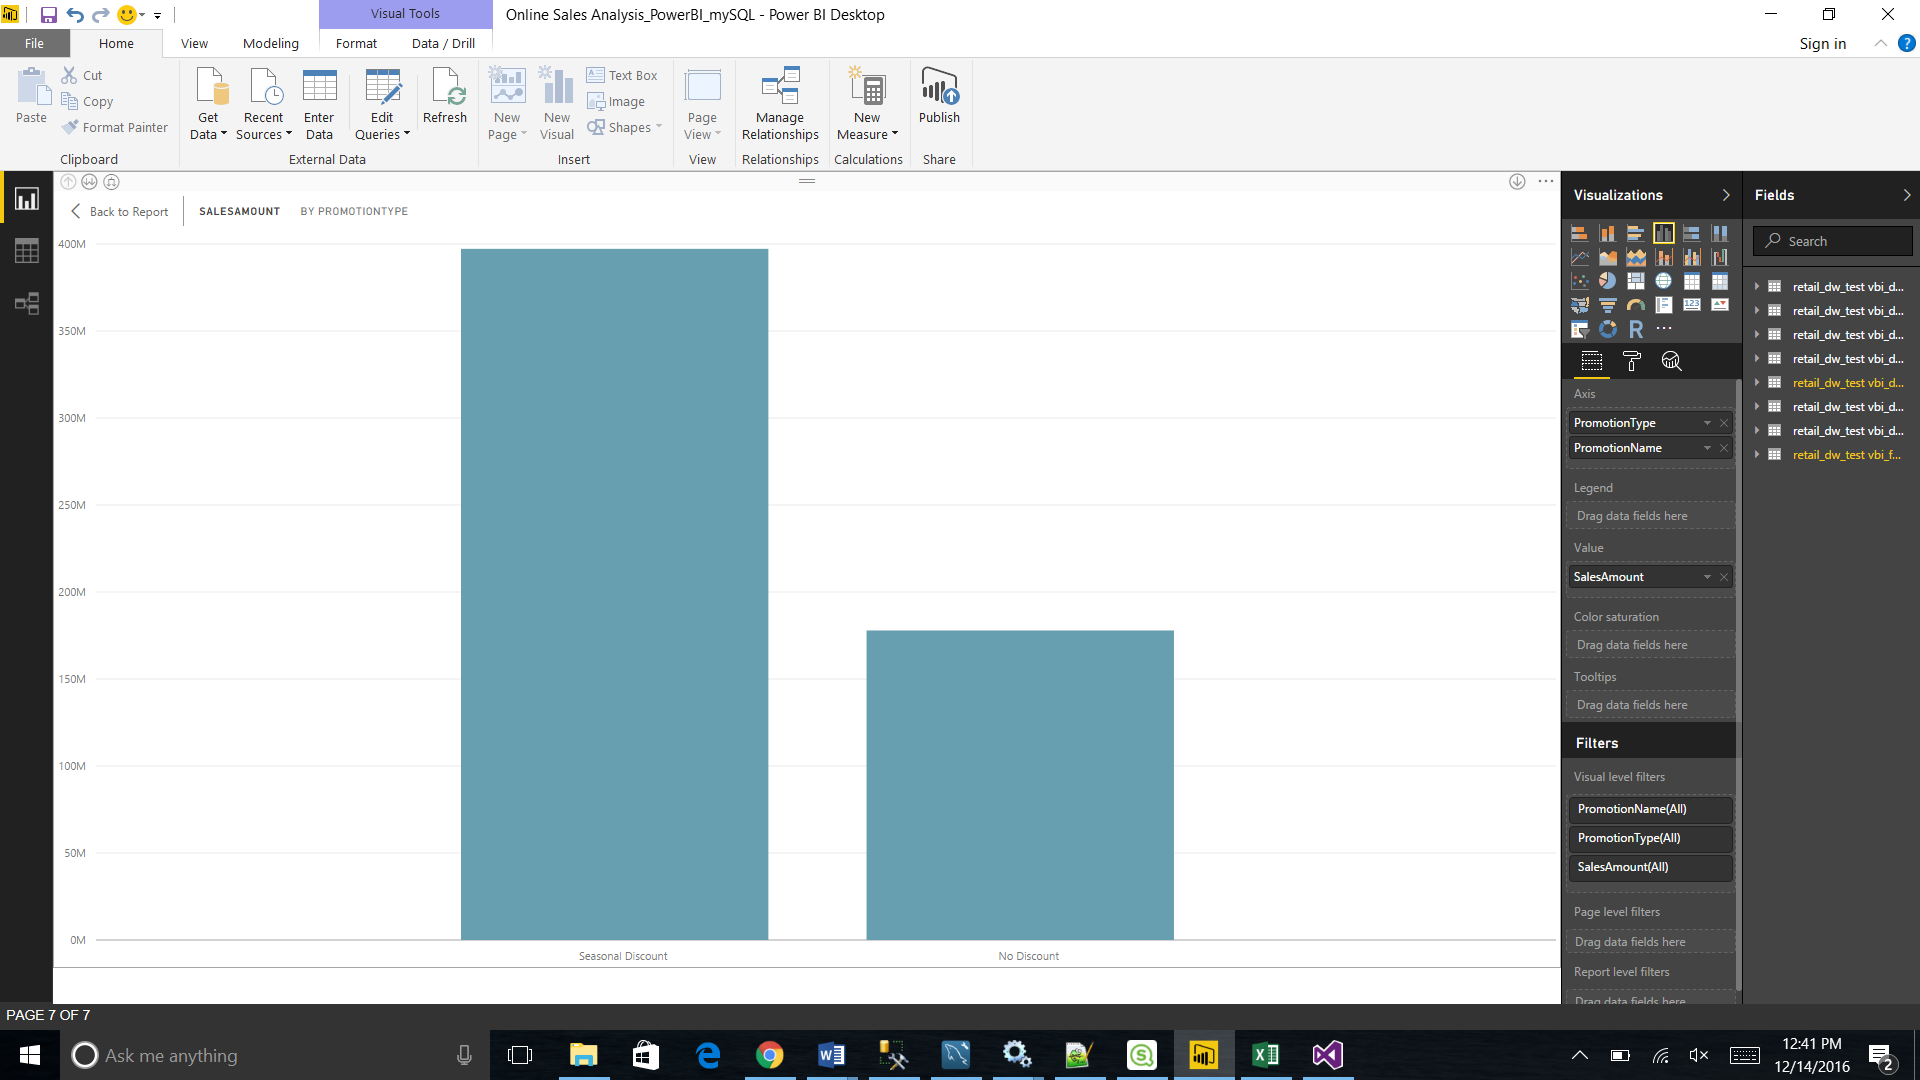 Visual Tools
Online Sales Analysis_PowerBI_mySQL - Power BI Desktop
File
Home
View
Modeling
Format
Data / Drill
Sign in
?
Paste
Cut
Copy
Format Painter
Clipboard
Get Data
Recent Sources
Enter Data
Edit Queries
Refresh
External Data
New Page
New Visual
Text Box
Image
Shapes
Insert
Page View
View
Manage Relationships
Relationships
New Measure
Calculations
Publish
Share
Back to Report
SALESAMOUNT
BY PROMOTIONTYPE
400M
350M
300M
250M
200M
150M
100M
50M
0M
Seasonal Discount
No Discount
Visualizations
123
R
Axis
PromotionType
PromotionName
Legend
Drag data fields here
Value
SalesAmount
Color saturation
Drag data fields here
Tooltips
Drag data fields here
Filters
Visual level filters
PromotionName(All)
PromotionType(All)
SalesAmount(All)
Page level filters
Drag data fields here
Report level filters
Drag data fields here
Fields
Search
retail_dw_test vbi_d...
retail_dw_test vbi_d...
retail_dw_test vbi_d...
retail_dw_test vbi_d...
retail_dw_test vbi_d...
retail_dw_test vbi_d...
retail_dw_test vbi_d...
retail_dw_test vbi_f...
PAGE 7 OF 7
Ask me anything
12:41 PM
12/14/2016
2